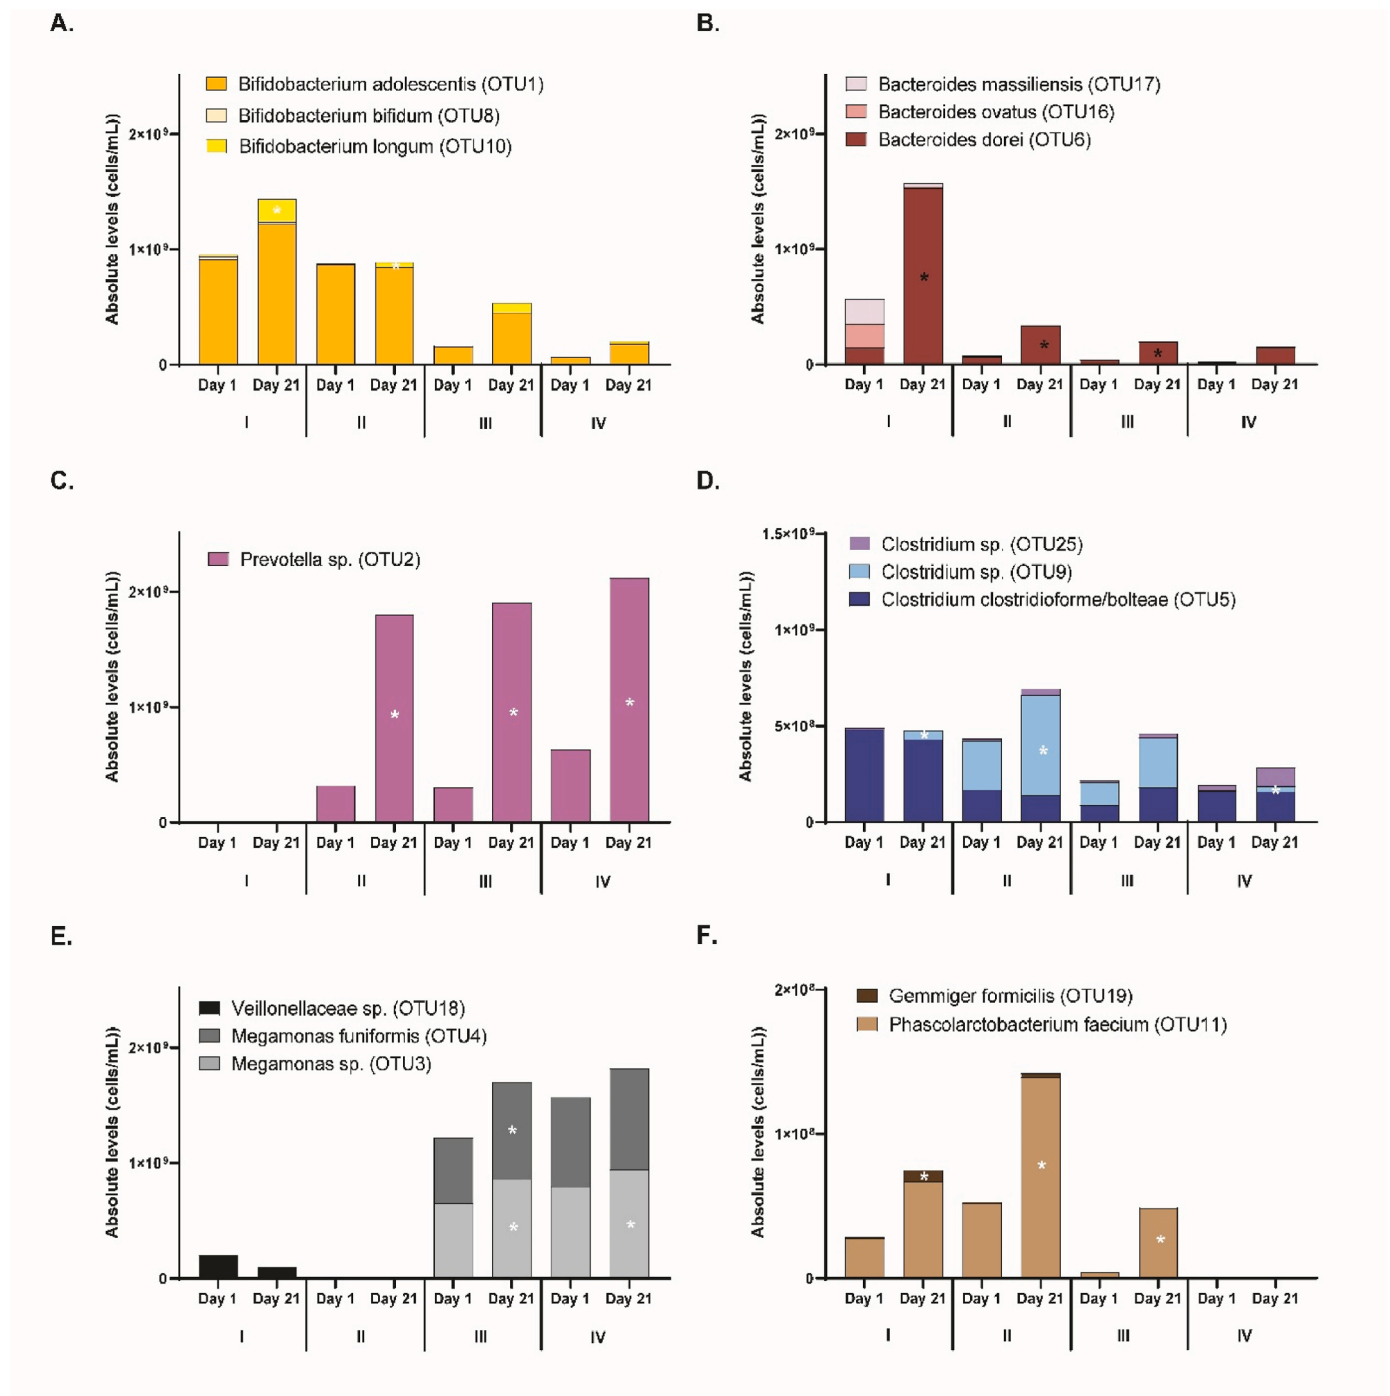 A.
Absolute levels (cells/mL))
2×10⁹
1×10⁹
0
Bifidobacterium adolescentis (OTU1)
Bifidobacterium bifidum (OTU8)
Bifidobacterium longum (OTU10)
*
*
Day 1 Day 21 Day 1 Day 21 Day 1 Day 21 Day 1 Day 21
I II III IV
B.
Absolute levels (cells/mL))
2×10⁹
1×10⁹
0
Bacteroides massiliensis (OTU17)
Bacteroides ovatus (OTU16)
Bacteroides dorei (OTU6)
*
*
*
Day 1 Day 21 Day 1 Day 21 Day 1 Day 21 Day 1 Day 21
I II III IV
C.
Absolute levels (cells/mL))
2×10⁹
1×10⁹
0
Prevotella sp. (OTU2)
* * *
Day 1 Day 21 Day 1 Day 21 Day 1 Day 21 Day 1 Day 21
I II III IV
D.
Absolute levels (cells/mL))
1.5×10⁹
1×10⁹
5×10⁸
0
Clostridium sp. (OTU25)
Clostridium sp. (OTU9)
Clostridium clostridioforme/bolteae (OTU5)
* * *
Day 1 Day 21 Day 1 Day 21 Day 1 Day 21 Day 1 Day 21
I II III IV
E.
Absolute levels (cells/mL))
2×10⁹
1×10⁹
0
Veillonellaceae sp. (OTU18)
Megamonas funiformis (OTU4)
Megamonas sp. (OTU3)
*
* *
Day 1 Day 21 Day 1 Day 21 Day 1 Day 21 Day 1 Day 21
I II III IV
F.
Absolute levels (cells/mL))
2×10⁸
1×10⁸
0
Gemmiger formicilis (OTU19)
Phascolarctobacterium faecium (OTU11)
* * *
Day 1 Day 21 Day 1 Day 21 Day 1 Day 21 Day 1 Day 21
I II III IV